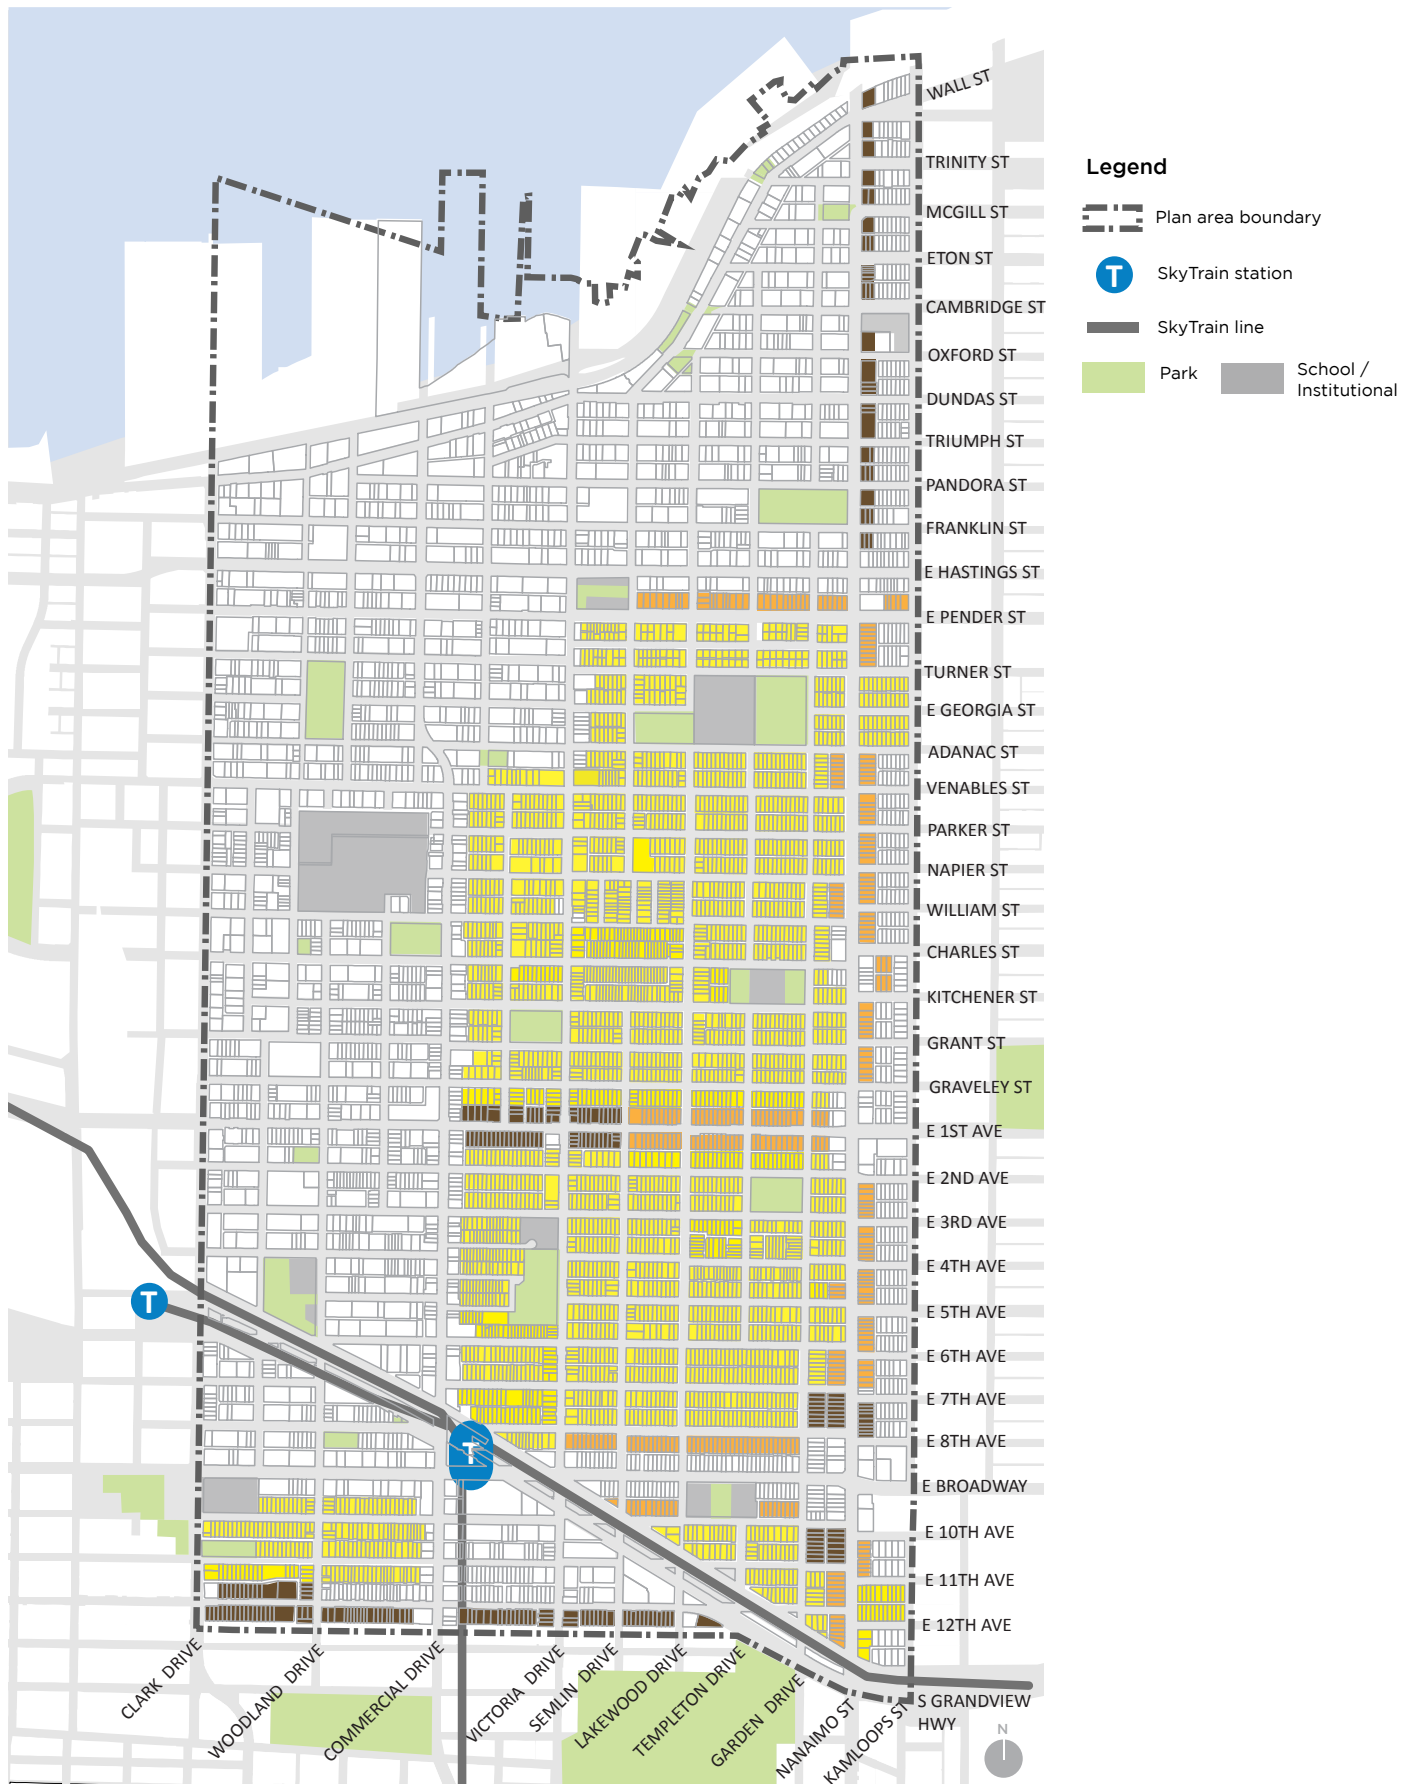 WALL ST
TRINITY ST
MCGILL ST
ETON ST
CAMBRIDGE ST
OXFORD ST
DUNDAS ST
TRIUMPH ST
PANDORA ST
FRANKLIN ST
E HASTINGS ST
E PENDER ST
TURNER ST
E GEORGIA ST
ADANAC ST
VENABLES ST
PARKER ST
NAPIER ST
WILLIAM ST
CHARLES ST
KITCHENER ST
GRANT ST
GRAVELEY ST
E 1ST AVE
E 2ND AVE
E 3RD AVE
E 4TH AVE
E 5TH AVE
E 6TH AVE
E 7TH AVE
E 8TH AVE
E BROADWAY
E 10TH AVE
E 11TH AVE
E 12TH AVE
S GRANDVIEW
HWY
CLARK DRIVE
WOODLAND DRIVE
COMMERCIAL DRIVE
VICTORIA DRIVE
SEMLIN DRIVE
LAKEWOOD DRIVE
TEMPLETON DRIVE
GARDEN DRIVE
NANAIMO ST
KAMLOOPS ST
N
T
T
Legend
Plan area boundary
T
SkyTrain station
SkyTrain line
Park
School /
Institutional